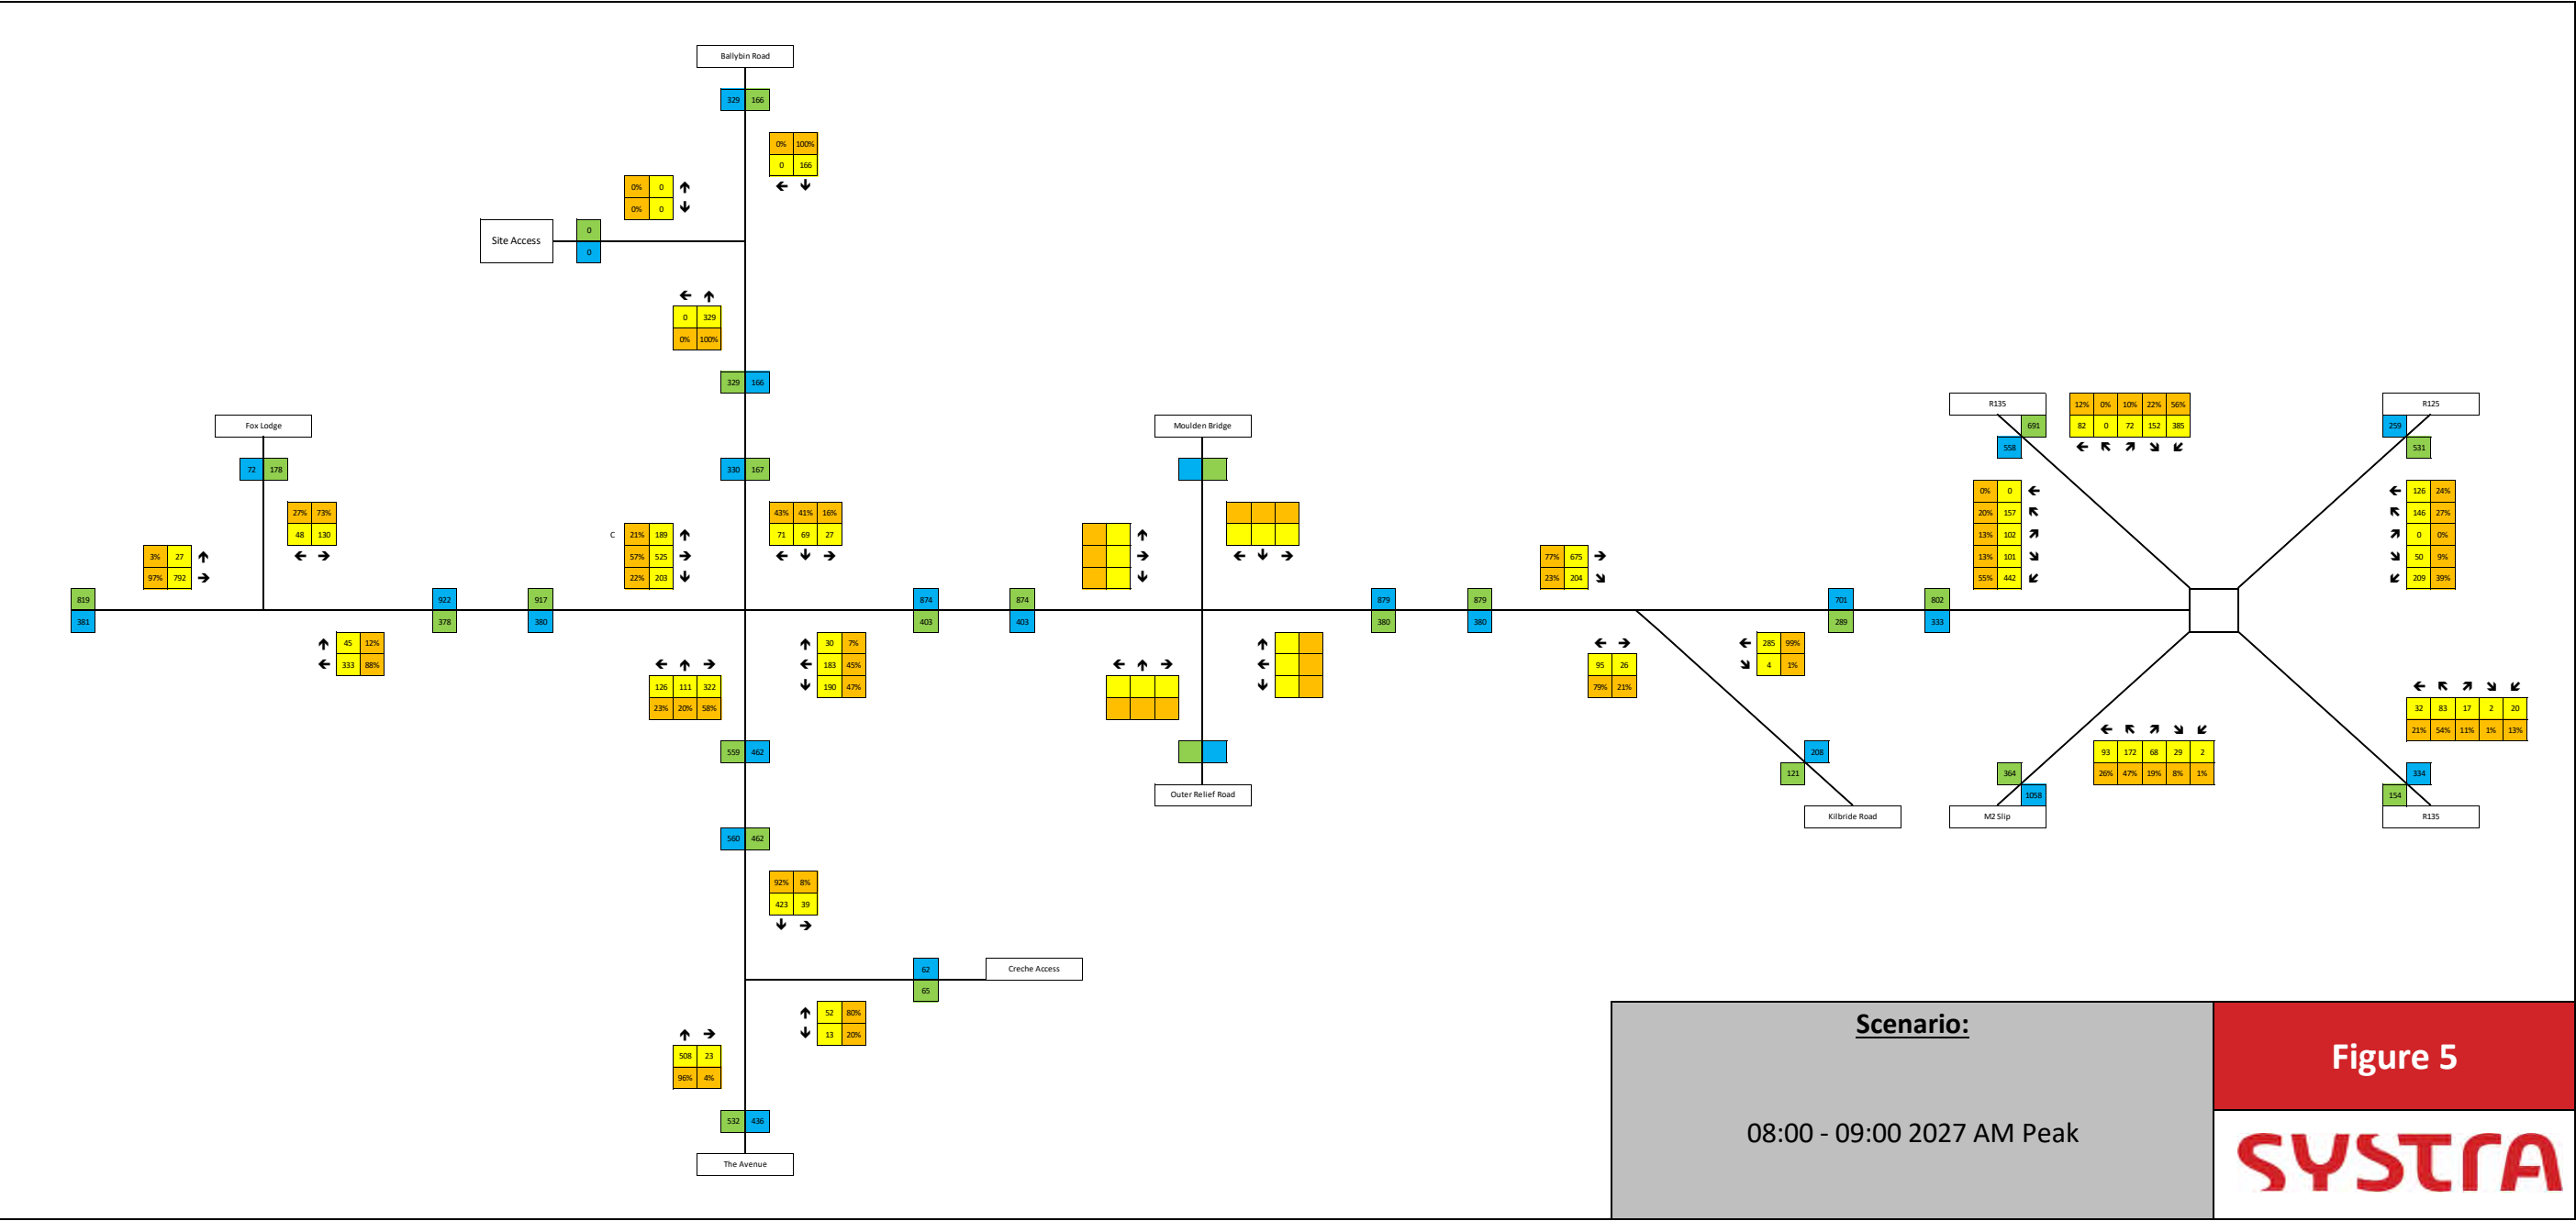 Ballybin Road
329 166
0% 100%
0 166
← ↓
0% 0 ↑
0% 0 ↓
Site Access
0
0
← ↑
0 329
0% 100%
329 166
Fox Lodge
72 178
27% 73%
48 130
← →
3% 27 ↑
97% 792 →
819
381
922
378
↑ 45 12%
← 333 88%
917
380
330 167
C 21% 189 ↑
57% 525 →
22% 203 ↓
43% 41% 16%
71 69 27
← ↓ →
874
403
← ↑ →
126 111 322
23% 20% 58%
↑ 30 7%
← 183 45%
↓ 190 47%
559 462
560 462
92% 8%
423 39
↓ →
62
65
Creche Access
↑ 52 80%
↓ 13 20%
↑ →
508 23
96% 4%
532 436
The Avenue
874
403
Moulden Bridge
↑
→
↓
← ↓ →
← ↑ →
↑
←
↓
Outer Relief Road
879
380
879
380
77% 675 →
23% 204 ↘
← →
95 26
79% 21%
← 285 99%
↘ 4 1%
701
289
208
121
Kilbride Road
802
333
R135
691
558
12% 0% 10% 22% 56%
82 0 72 152 385
← ↖ ↗ ↘ ↙
0% 0 ←
20% 157 ↖
13% 102 ↗
13% 101 ↘
55% 442 ↙
R125
259
531
← 126 24%
↖ 146 27%
↗ 0 0%
↘ 50 9%
↙ 209 39%
← ↖ ↗ ↘ ↙
32 83 17 2 20
21% 54% 11% 1% 13%
← ↖ ↗ ↘ ↙
93 172 68 29 2
26% 47% 19% 8% 1%
364
1058
M2 Slip
334
154
R135
Scenario:
08:00 - 09:00 2027 AM Peak
Figure 5
SYSTRA